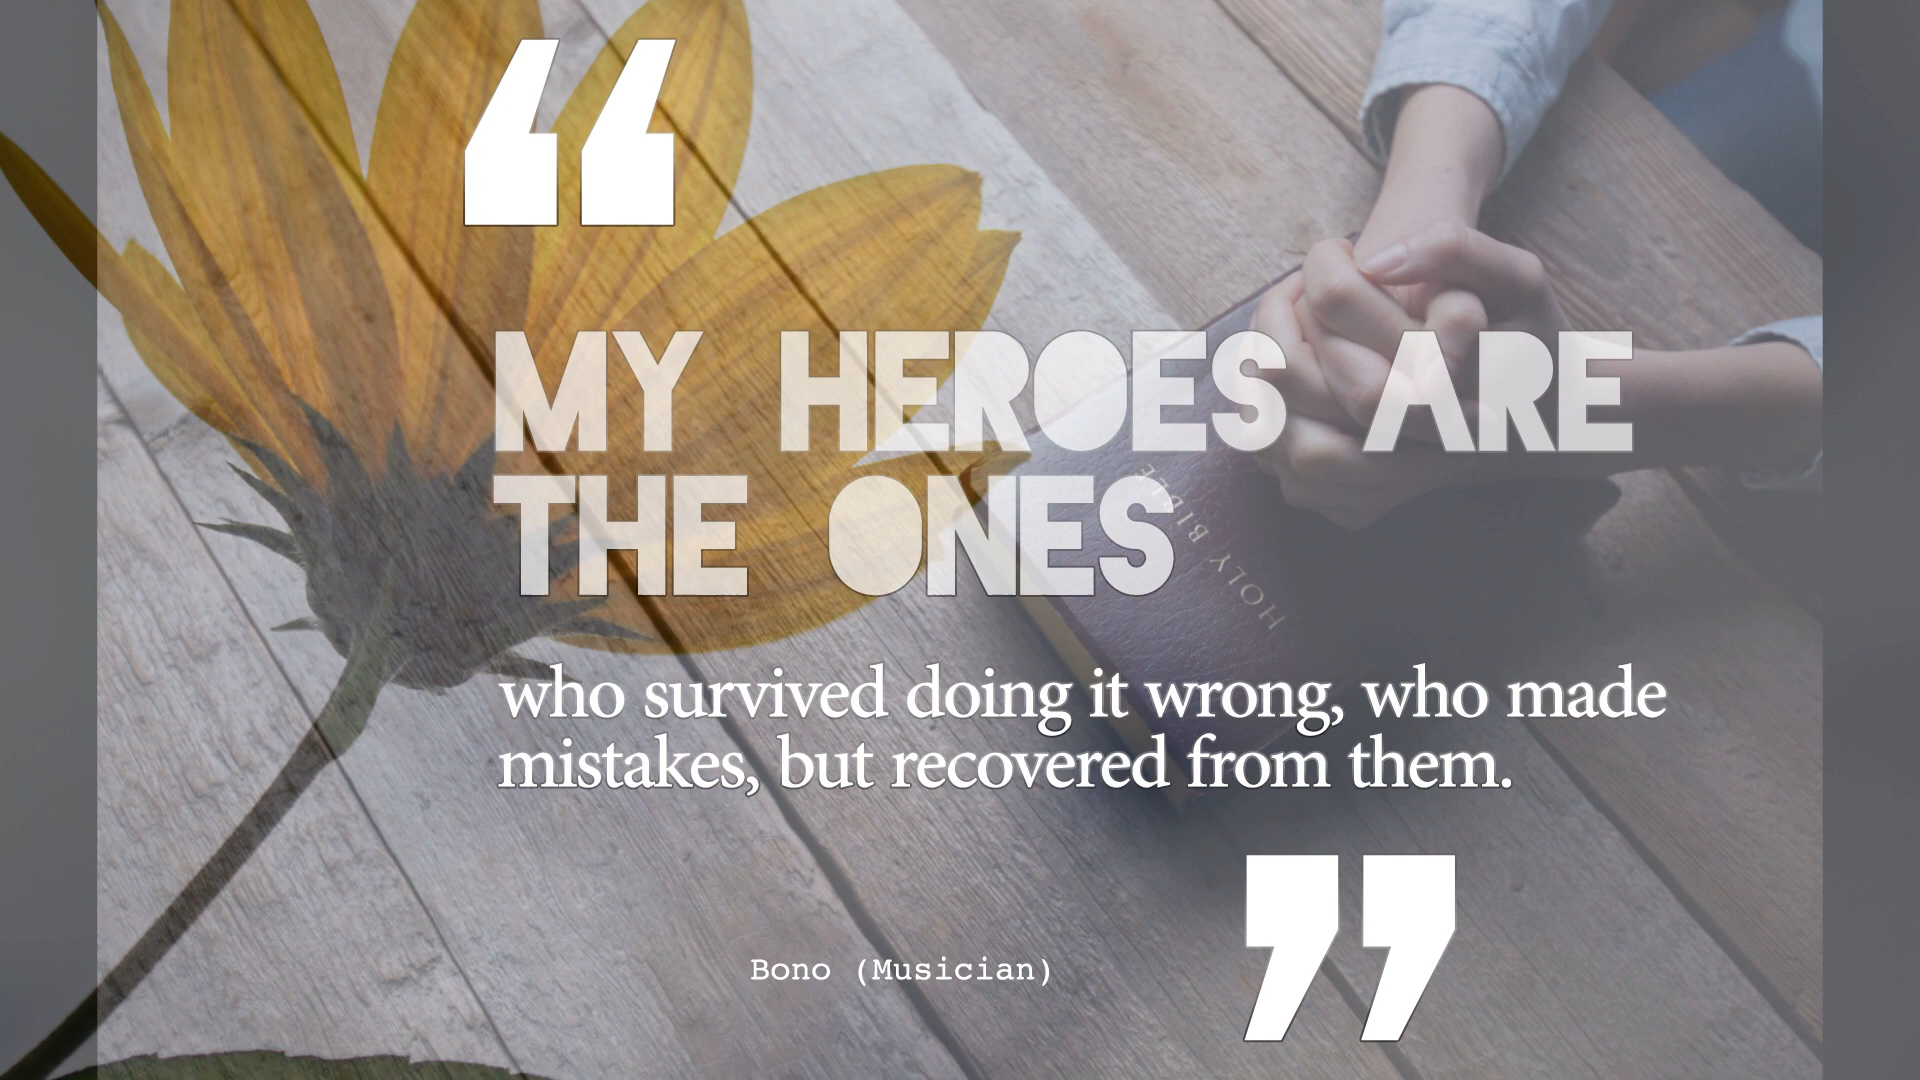 “
MY HEROES ARE
THE ONES
HOLY BIBLE
who survived doing it wrong, who made
mistakes, but recovered from them.
”
Bono (Musician)